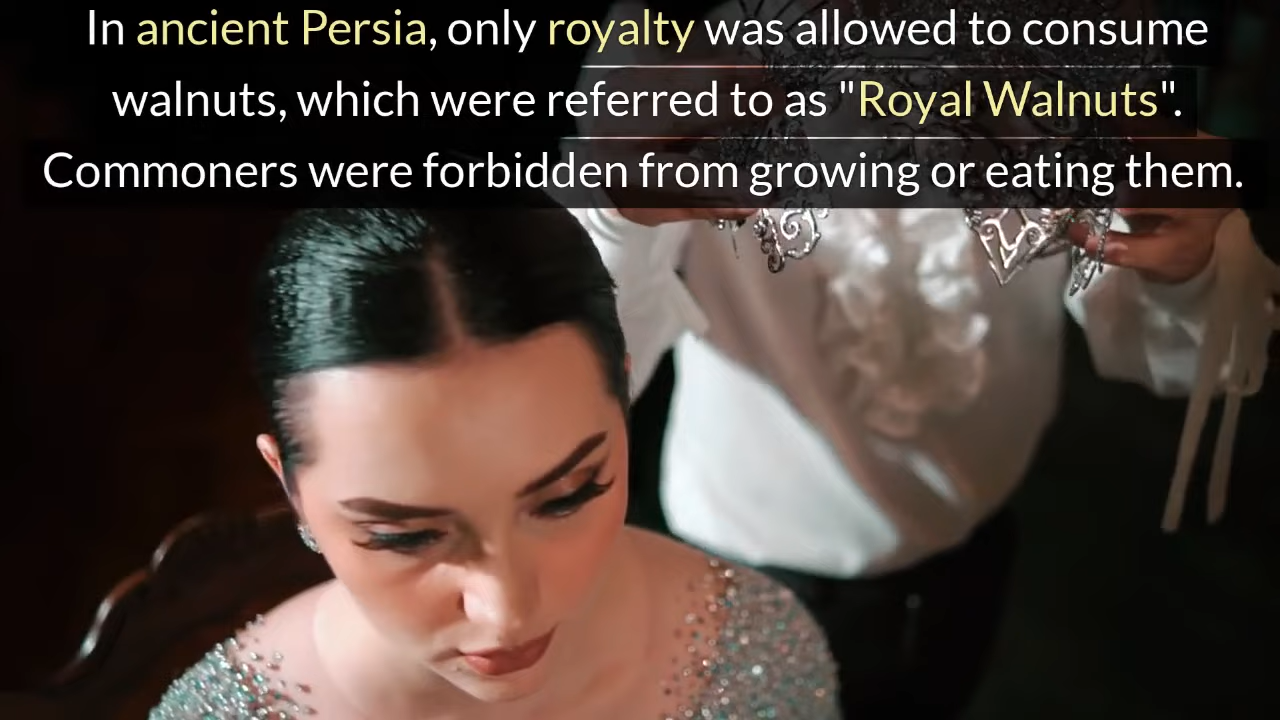 In ancient Persia, only royalty was allowed to consume
walnuts, which were referred to as "Royal Walnuts".
Commoners were forbidden from growing or eating them.